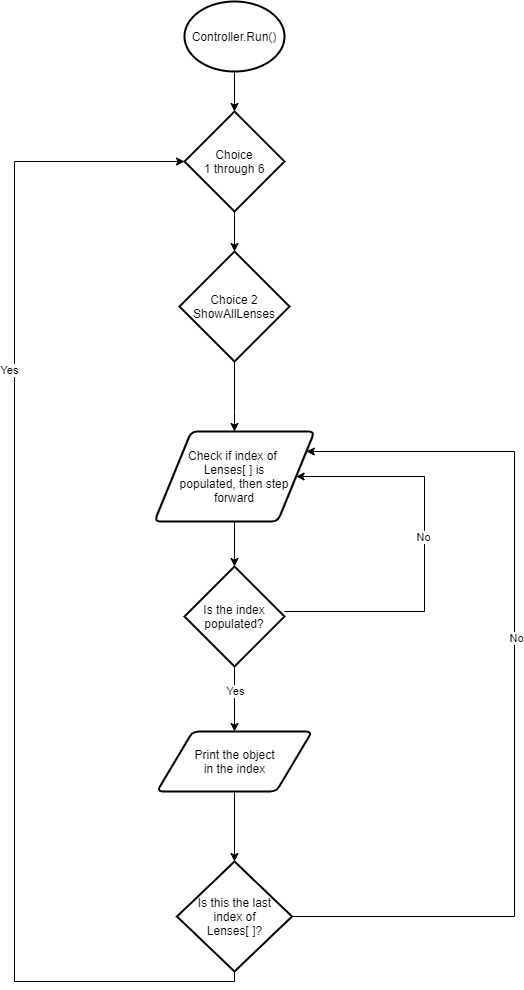 Controller.Run()
Choice
1 through 6
Choice 2
ShowAllLenses
Yes
Check if index of
Lenses[ ] is
populated, then step
forward
No
Is the index
populated?
No
Yes
Print the object
in the index
Is this the last
index of
Lenses[ ]?